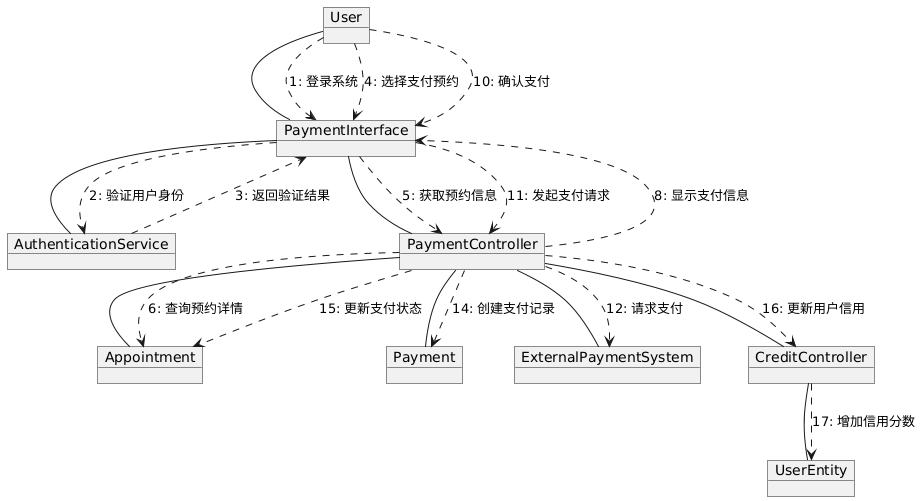 User
1: 登录系统
4: 选择支付预约
10: 确认支付
PaymentInterface
2: 验证用户身份
3: 返回验证结果
5: 获取预约信息
11: 发起支付请求
8: 显示支付信息
AuthenticationService
PaymentController
6: 查询预约详情
15: 更新支付状态
14: 创建支付记录
12: 请求支付
16: 更新用户信用
Appointment
Payment
ExternalPaymentSystem
CreditController
17: 增加信用分数
UserEntity